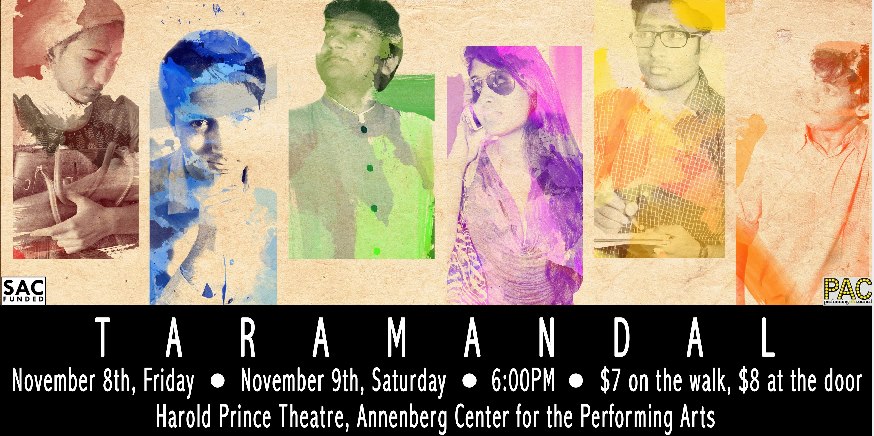 SAC
FUNDED
PAC
TARAMANDAL
November 8th, Friday ● November 9th, Saturday ● 6:00PM ● $7 on the walk, $8 at the door
Harold Prince Theatre, Annenberg Center for the Performing Arts